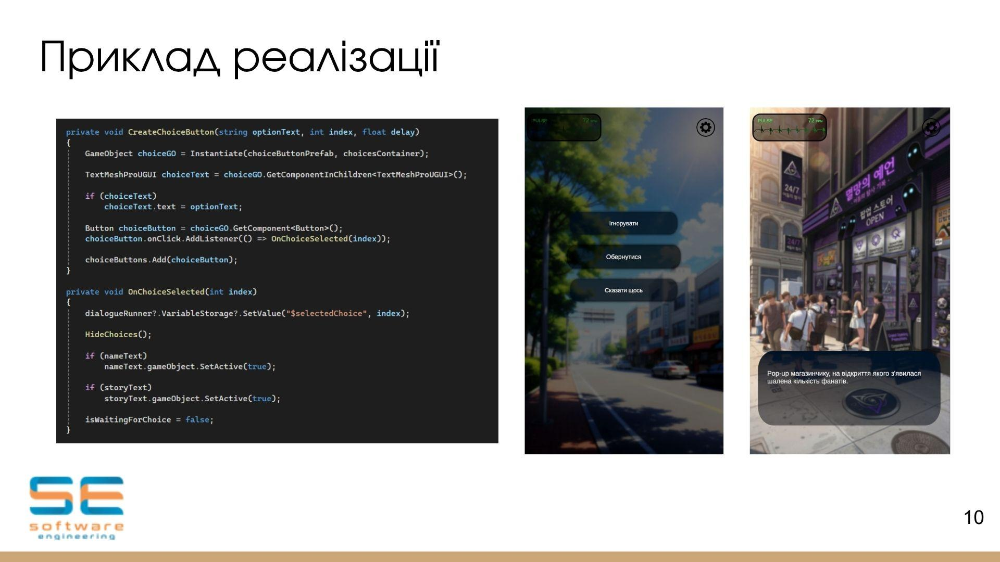 Приклад реалізації
private void CreateChoiceButton(string optionText, int index, float delay)
{
GameObject choiceGO = Instantiate(choiceButtonPrefab, choicesContainer);
TextMeshProUGUI choiceText = choiceGO.GetComponentInChildren<TextMeshProUGUI>();
if (choiceText)
choiceText.text = optionText;
Button choiceButton = choiceGO.GetComponent<Button>();
choiceButton.onClick.AddListener(() => OnChoiceSelected(index));
choiceButtons.Add(choiceButton);
}
private void OnChoiceSelected(int index)
{
dialogueRunner?.VariableStorage?.SetValue("$selectedChoice", index);
HideChoices();
if (nameText)
nameText.gameObject.SetActive(true);
if (storyText)
storyText.gameObject.SetActive(true);
isWaitingForChoice = false;
}
PULSE 72 BPM
Ігнорувати
Обернутися
Сказати щось
PULSE 72 BPM
24/7
멸망의 예언
팝업 스토어
OPEN
24/7
Pop-up магазинчику, на відкриття якого з'явилася
шалена кількість фанатів.
SE
software
engineering
10